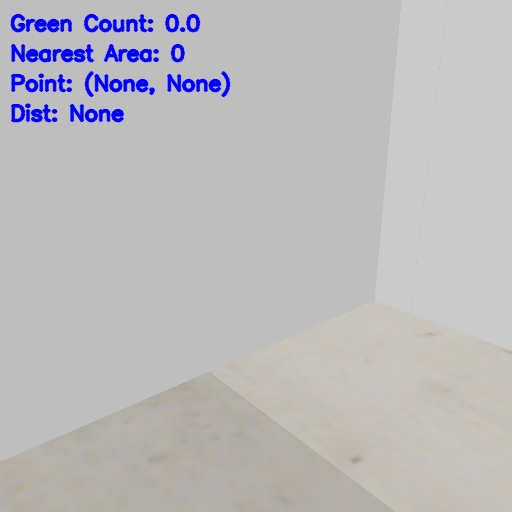 Green Count: 0.0
Nearest Area: 0
Point: (None, None)
Dist: None